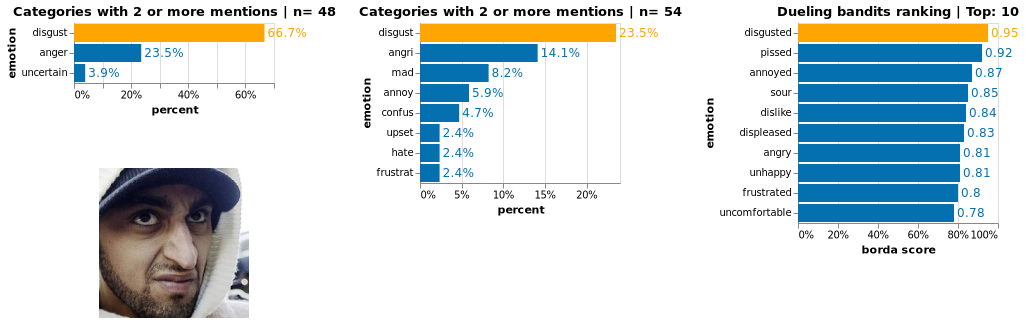 Categories with 2 or more mentions | n= 48
emotion
disgust 66.7%
anger 23.5%
uncertain 3.9%
0% 20% 40% 60%
percent
Categories with 2 or more mentions | n= 54
emotion
disgust 23.5%
angri 14.1%
mad 8.2%
annoy 5.9%
confus 4.7%
upset 2.4%
hate 2.4%
frustrat 2.4%
0% 5% 10% 15% 20%
percent
Dueling bandits ranking | Top: 10
emotion
disgusted 0.95
pissed 0.92
annoyed 0.87
sour 0.85
dislike 0.84
displeased 0.83
angry 0.81
unhappy 0.81
frustrated 0.8
uncomfortable 0.78
0% 20% 40% 60% 80% 100%
borda score